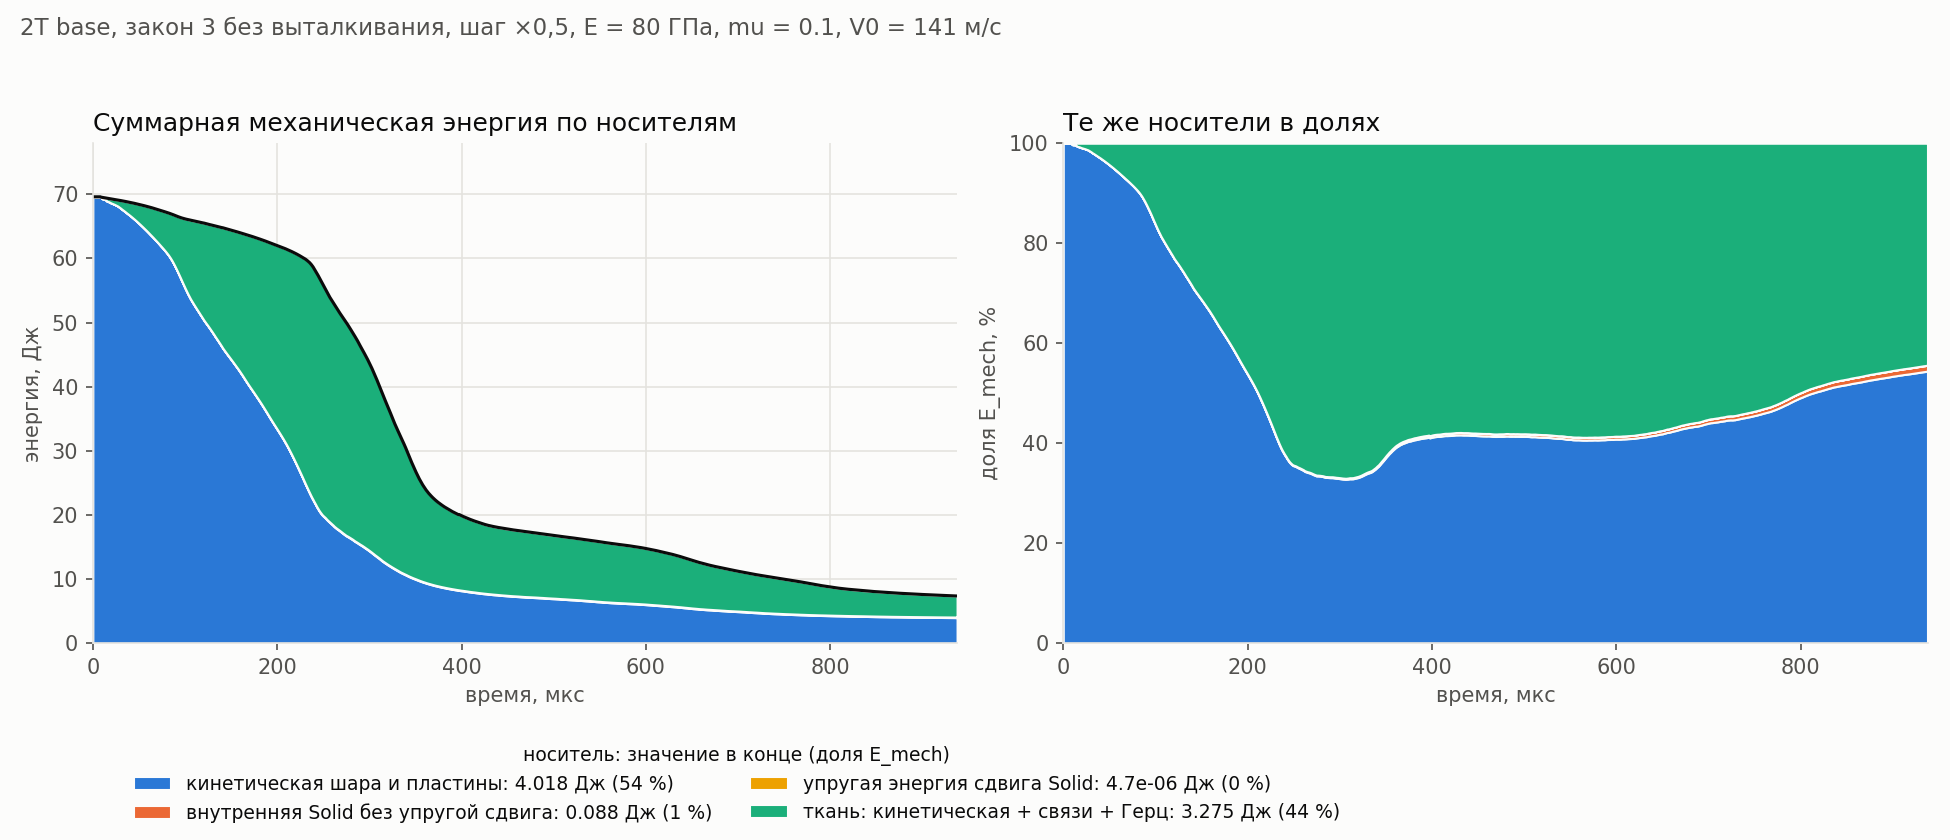 2T base, закон 3 без выталкивания, шаг ×0,5, E = 80 ГПа, mu = 0.1, V0 = 141 м/с
Суммарная механическая энергия по носителям
энергия, Дж
70
60
50
40
30
20
10
0
0 200 400 600 800
время, мкс
Те же носители в долях
доля E_mech, %
100
80
60
40
20
0
0 200 400 600 800
время, мкс
носитель: значение в конце (доля E_mech)
кинетическая шара и пластины: 4.018 Дж (54 %)
внутренняя Solid без упругой сдвига: 0.088 Дж (1 %)
упругая энергия сдвига Solid: 4.7e-06 Дж (0 %)
ткань: кинетическая + связи + Герц: 3.275 Дж (44 %)